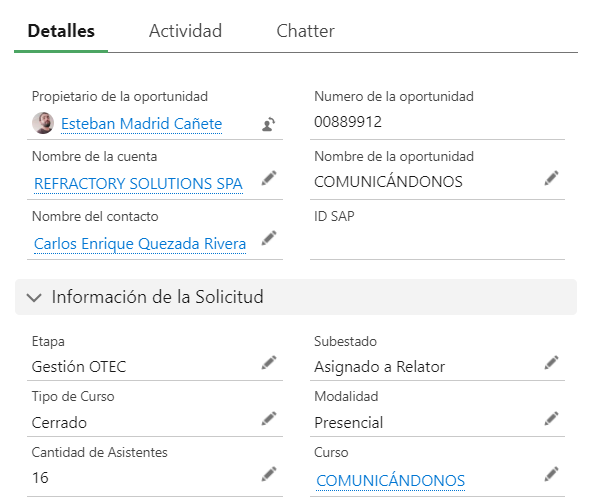 Detalles Actividad Chatter
Propietario de la oportunidad Numero de la oportunidad
Esteban Madrid Cañete 00889912
Nombre de la cuenta Nombre de la oportunidad
REFRACTORY SOLUTIONS SPA COMUNICÁNDONOS
Nombre del contacto ID SAP
Carlos Enrique Quezada Rivera
Información de la Solicitud
Etapa Subestado
Gestión OTEC Asignado a Relator
Tipo de Curso Modalidad
Cerrado Presencial
Cantidad de Asistentes Curso
16 COMUNICÁNDONOS